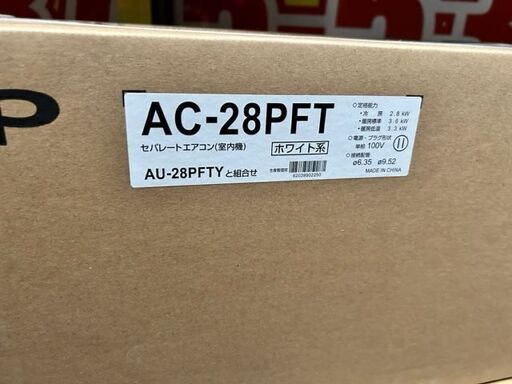 AC-28PFT
セパレートエアコン(室内機)
ホワイト系
AU-28PFTYと組合せ
◇定格能力
・冷 房 2.8 kW
・暖房標準 3.6 kW
・暖房低温 3.3 kW
◇電源・プラグ形状
単相 100V
◇接続配管
ø6.35 ø9.52
MADE IN CHINA